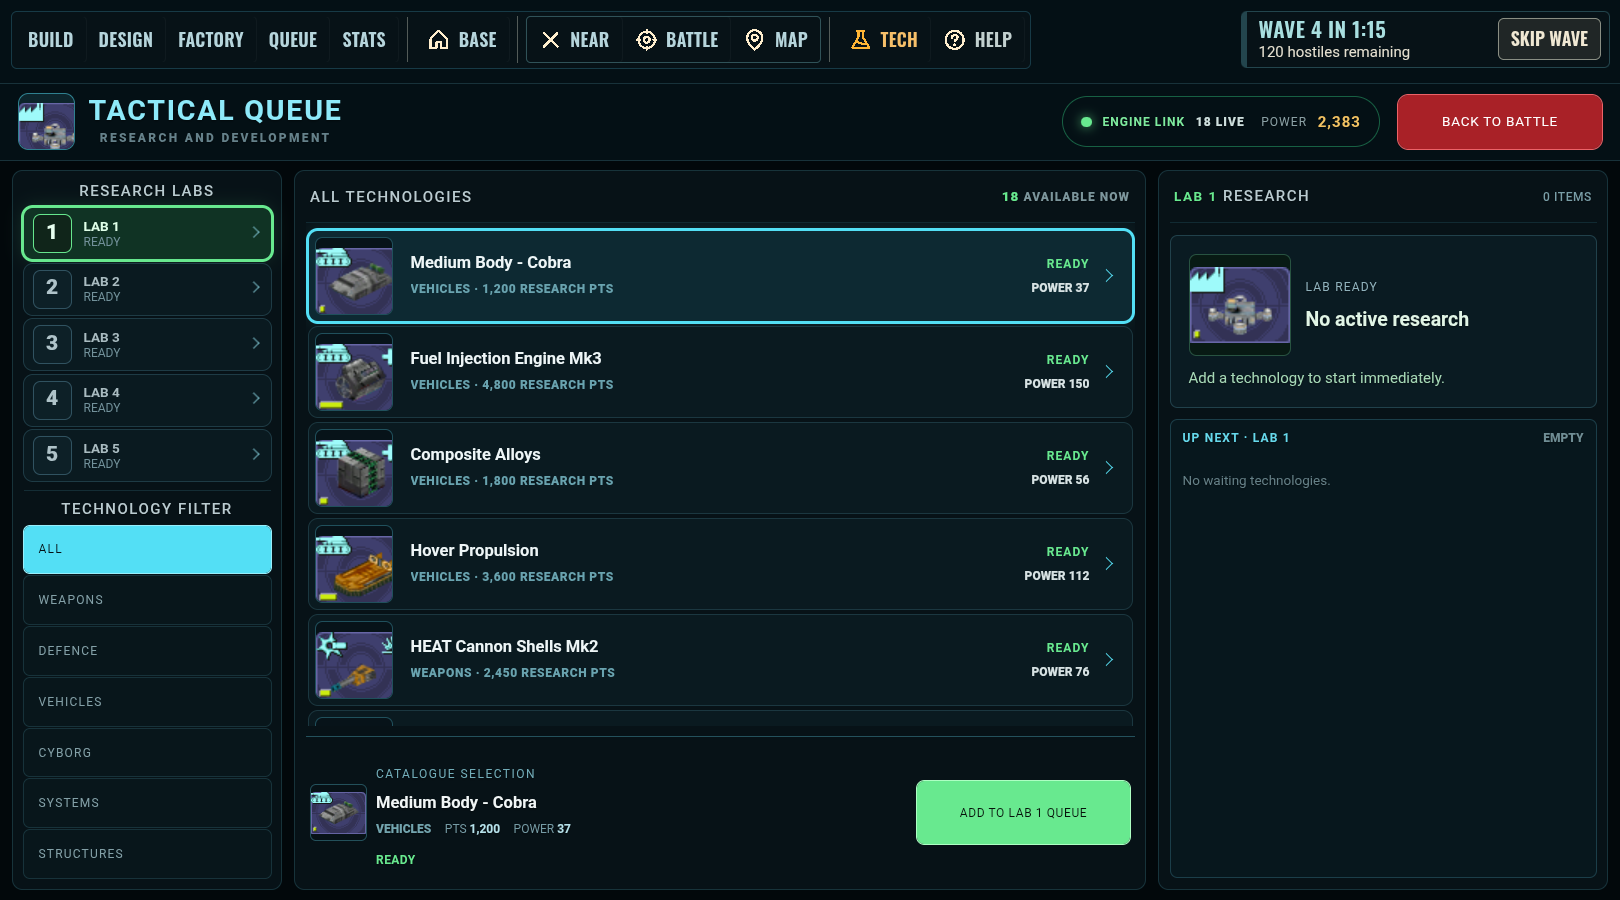 BUILD DESIGN FACTORY QUEUE STATS BASE NEAR BATTLE MAP TECH HELP
WAVE 4 IN 1:15
120 hostiles remaining
SKIP WAVE
TACTICAL QUEUE
RESEARCH AND DEVELOPMENT
ENGINE LINK 18 LIVE POWER 2,383
BACK TO BATTLE
RESEARCH LABS
1 LAB 1
READY
2 LAB 2
READY
3 LAB 3
READY
4 LAB 4
READY
5 LAB 5
READY
TECHNOLOGY FILTER
ALL
WEAPONS
DEFENCE
VEHICLES
CYBORG
SYSTEMS
STRUCTURES
ALL TECHNOLOGIES 18 AVAILABLE NOW
Medium Body - Cobra READY
VEHICLES · 1,200 RESEARCH PTS POWER 37
Fuel Injection Engine Mk3 READY
VEHICLES · 4,800 RESEARCH PTS POWER 150
Composite Alloys READY
VEHICLES · 1,800 RESEARCH PTS POWER 56
Hover Propulsion READY
VEHICLES · 3,600 RESEARCH PTS POWER 112
HEAT Cannon Shells Mk2 READY
WEAPONS · 2,450 RESEARCH PTS POWER 76
CATALOGUE SELECTION
Medium Body - Cobra
VEHICLES PTS 1,200 POWER 37
READY
ADD TO LAB 1 QUEUE
LAB 1 RESEARCH 0 ITEMS
LAB READY
No active research
Add a technology to start immediately.
UP NEXT · LAB 1 EMPTY
No waiting technologies.